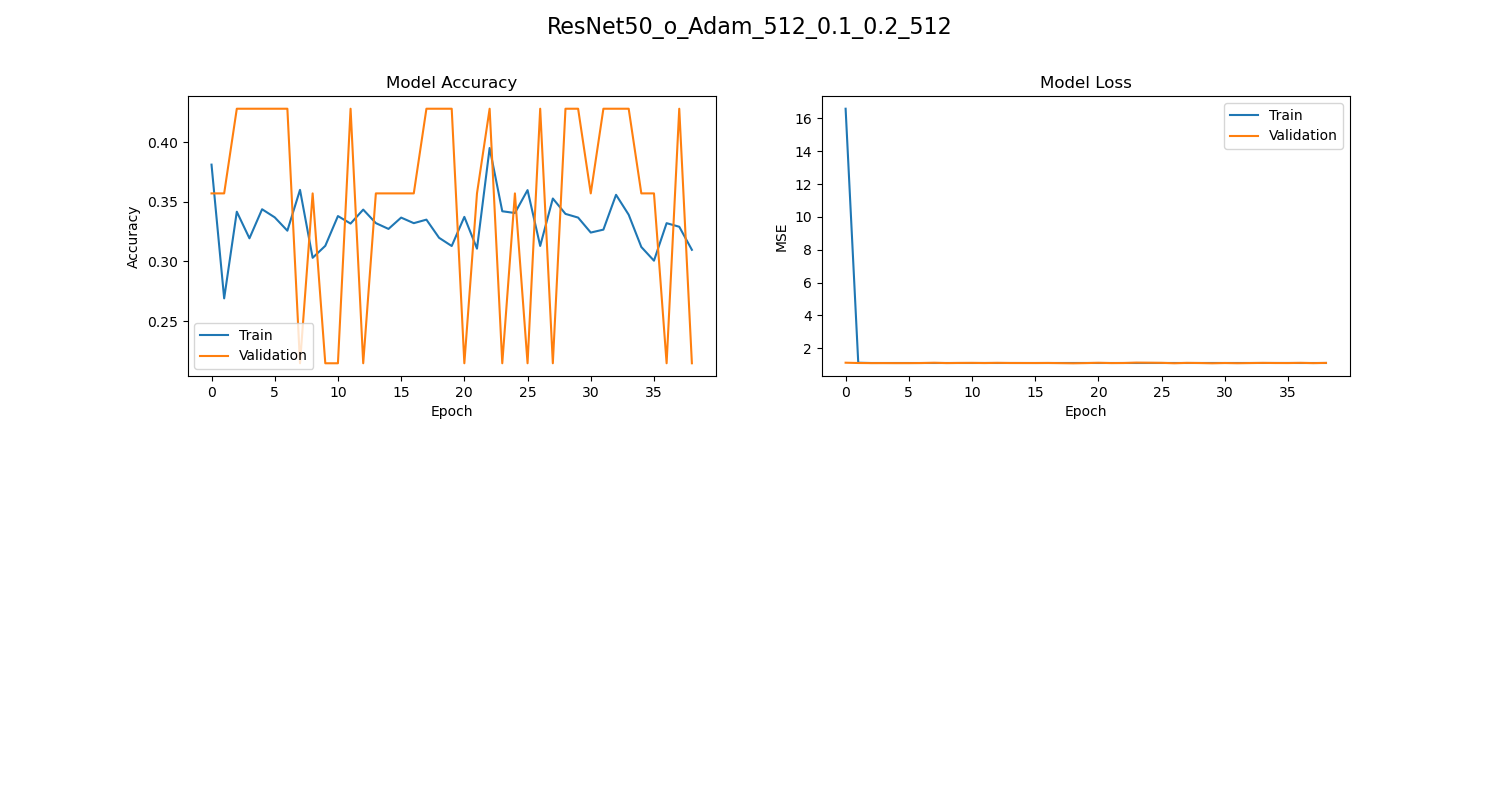 ResNet50_o_Adam_512_0.1_0.2_512
Model Accuracy
Accuracy
0.40
0.35
0.30
0.25
Train
Validation
0 5 10 15 20 25 30 35
Epoch
Model Loss
MSE
16
14
12
10
8
6
4
2
Train
Validation
0 5 10 15 20 25 30 35
Epoch